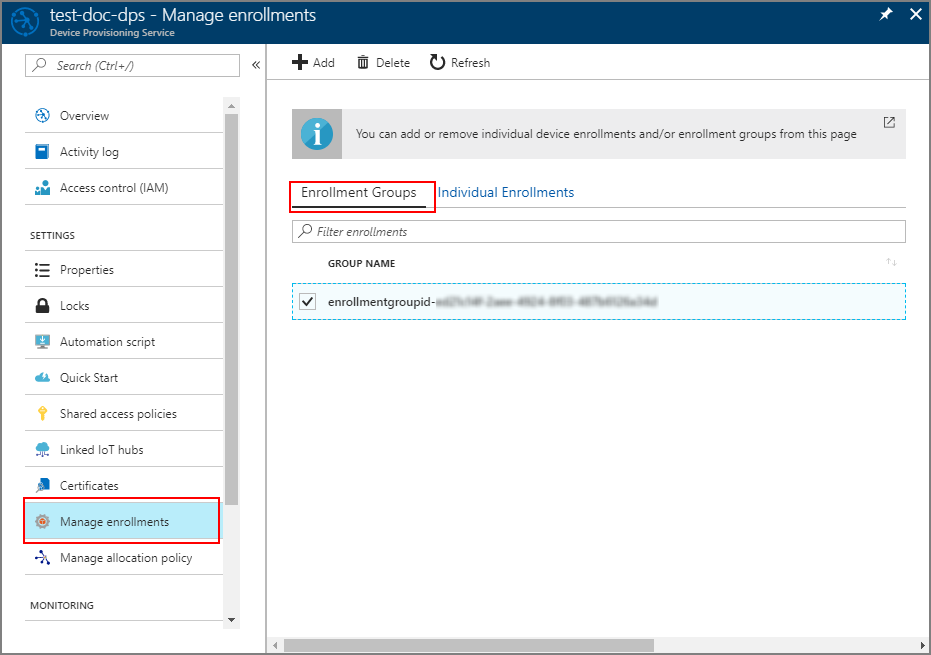 test-doc-dps - Manage enrollments
Device Provisioning Service
Search (Ctrl+/)
«
Overview
Activity log
Access control (IAM)
SETTINGS
Properties
Locks
Automation script
Quick Start
Shared access policies
Linked IoT hubs
Certificates
Manage enrollments
Manage allocation policy
MONITORING
Add Delete Refresh
You can add or remove individual device enrollments and/or enrollment groups from this page
Enrollment Groups Individual Enrollments
Filter enrollments
GROUP NAME
enrollmentgroupid-